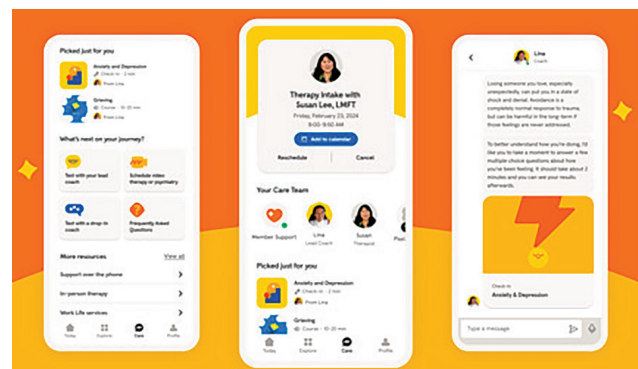 Picked just for you
Anxiety and Depression
Check-in - 2 min
From Lina
Grieving
Course - 10-20 min
From Lina
What's next on your journey?
Text with your lead
coach
Schedule video
therapy or psychiatry
Text with a drop-in
coach
Frequently Asked
Questions
More resources View all
Support over the phone
In-person therapy
Work Life services
Today Explore Care Profile
Therapy Intake with
Susan Lee, LMFT
Friday, February 23, 2024
9:00-9:50 AM
Add to calendar
Reschedule Cancel
Your Care Team
Member Support
Lina
Lead Coach
Susan
Therapist
Picked just for you
Anxiety and Depression
Check-in - 2 min
From Lina
Grieving
Course - 10-20 min
Today Explore Care Profile
Lina
Coach
Losing someone you love, especially
unexpectedly, can put you in a state of
shock and denial. Avoidance is a
completely normal response to trauma,
but can be harmful in the long-term if
those feelings are never addressed.
To better understand how you're doing, I'd
like you to take a moment to answer a few
multiple choice questions about how
you've been feeling. It should take about 2
minutes and you can see your results
afterwards.
Check-in
Anxiety & Depression
Type a message